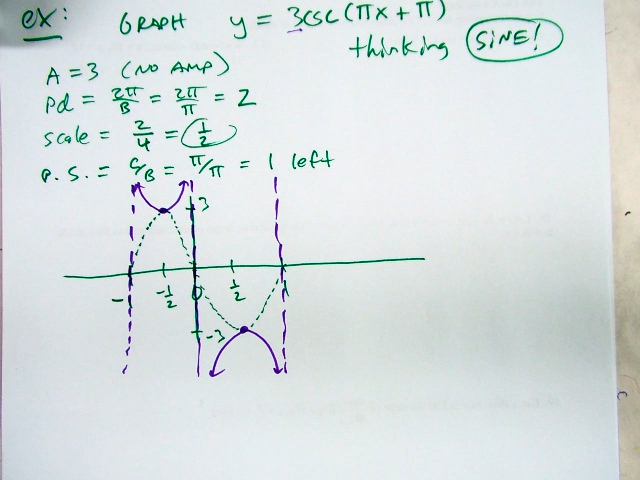 ex: GRAPH y = 3csc(πx + π)
thinking SINE!
A = 3 (NO AMP)
Pd = 2π/B = 2π/π = 2
scale = 2/4 = 1/2
P.S. = C/B = π/π = 1 left
3
-1 -1/2 0 1/2 1
-3